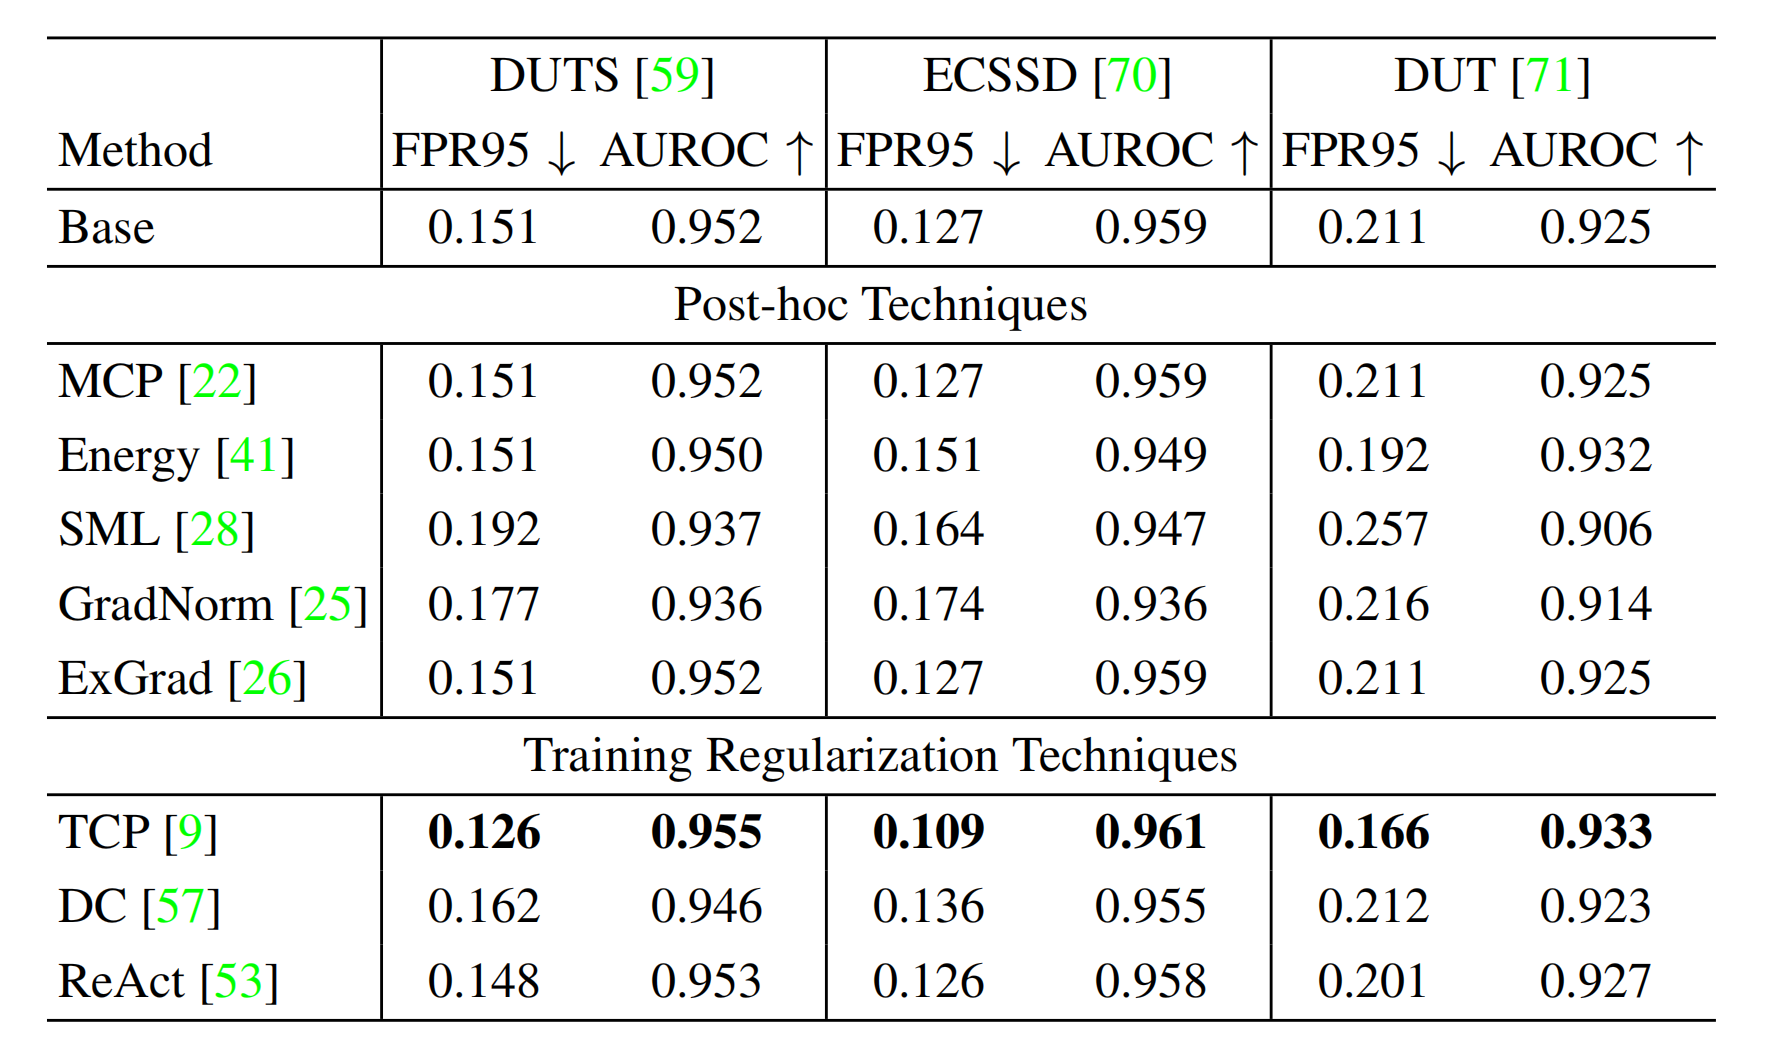 DUTS [59] ECSSD [70] DUT [71]
Method FPR95 ↓ AUROC ↑ FPR95 ↓ AUROC ↑ FPR95 ↓ AUROC ↑
Base 0.151 0.952 0.127 0.959 0.211 0.925
Post-hoc Techniques
MCP [22] 0.151 0.952 0.127 0.959 0.211 0.925
Energy [41] 0.151 0.950 0.151 0.949 0.192 0.932
SML [28] 0.192 0.937 0.164 0.947 0.257 0.906
GradNorm [25] 0.177 0.936 0.174 0.936 0.216 0.914
ExGrad [26] 0.151 0.952 0.127 0.959 0.211 0.925
Training Regularization Techniques
TCP [9] 0.126 0.955 0.109 0.961 0.166 0.933
DC [57] 0.162 0.946 0.136 0.955 0.212 0.923
ReAct [53] 0.148 0.953 0.126 0.958 0.201 0.927